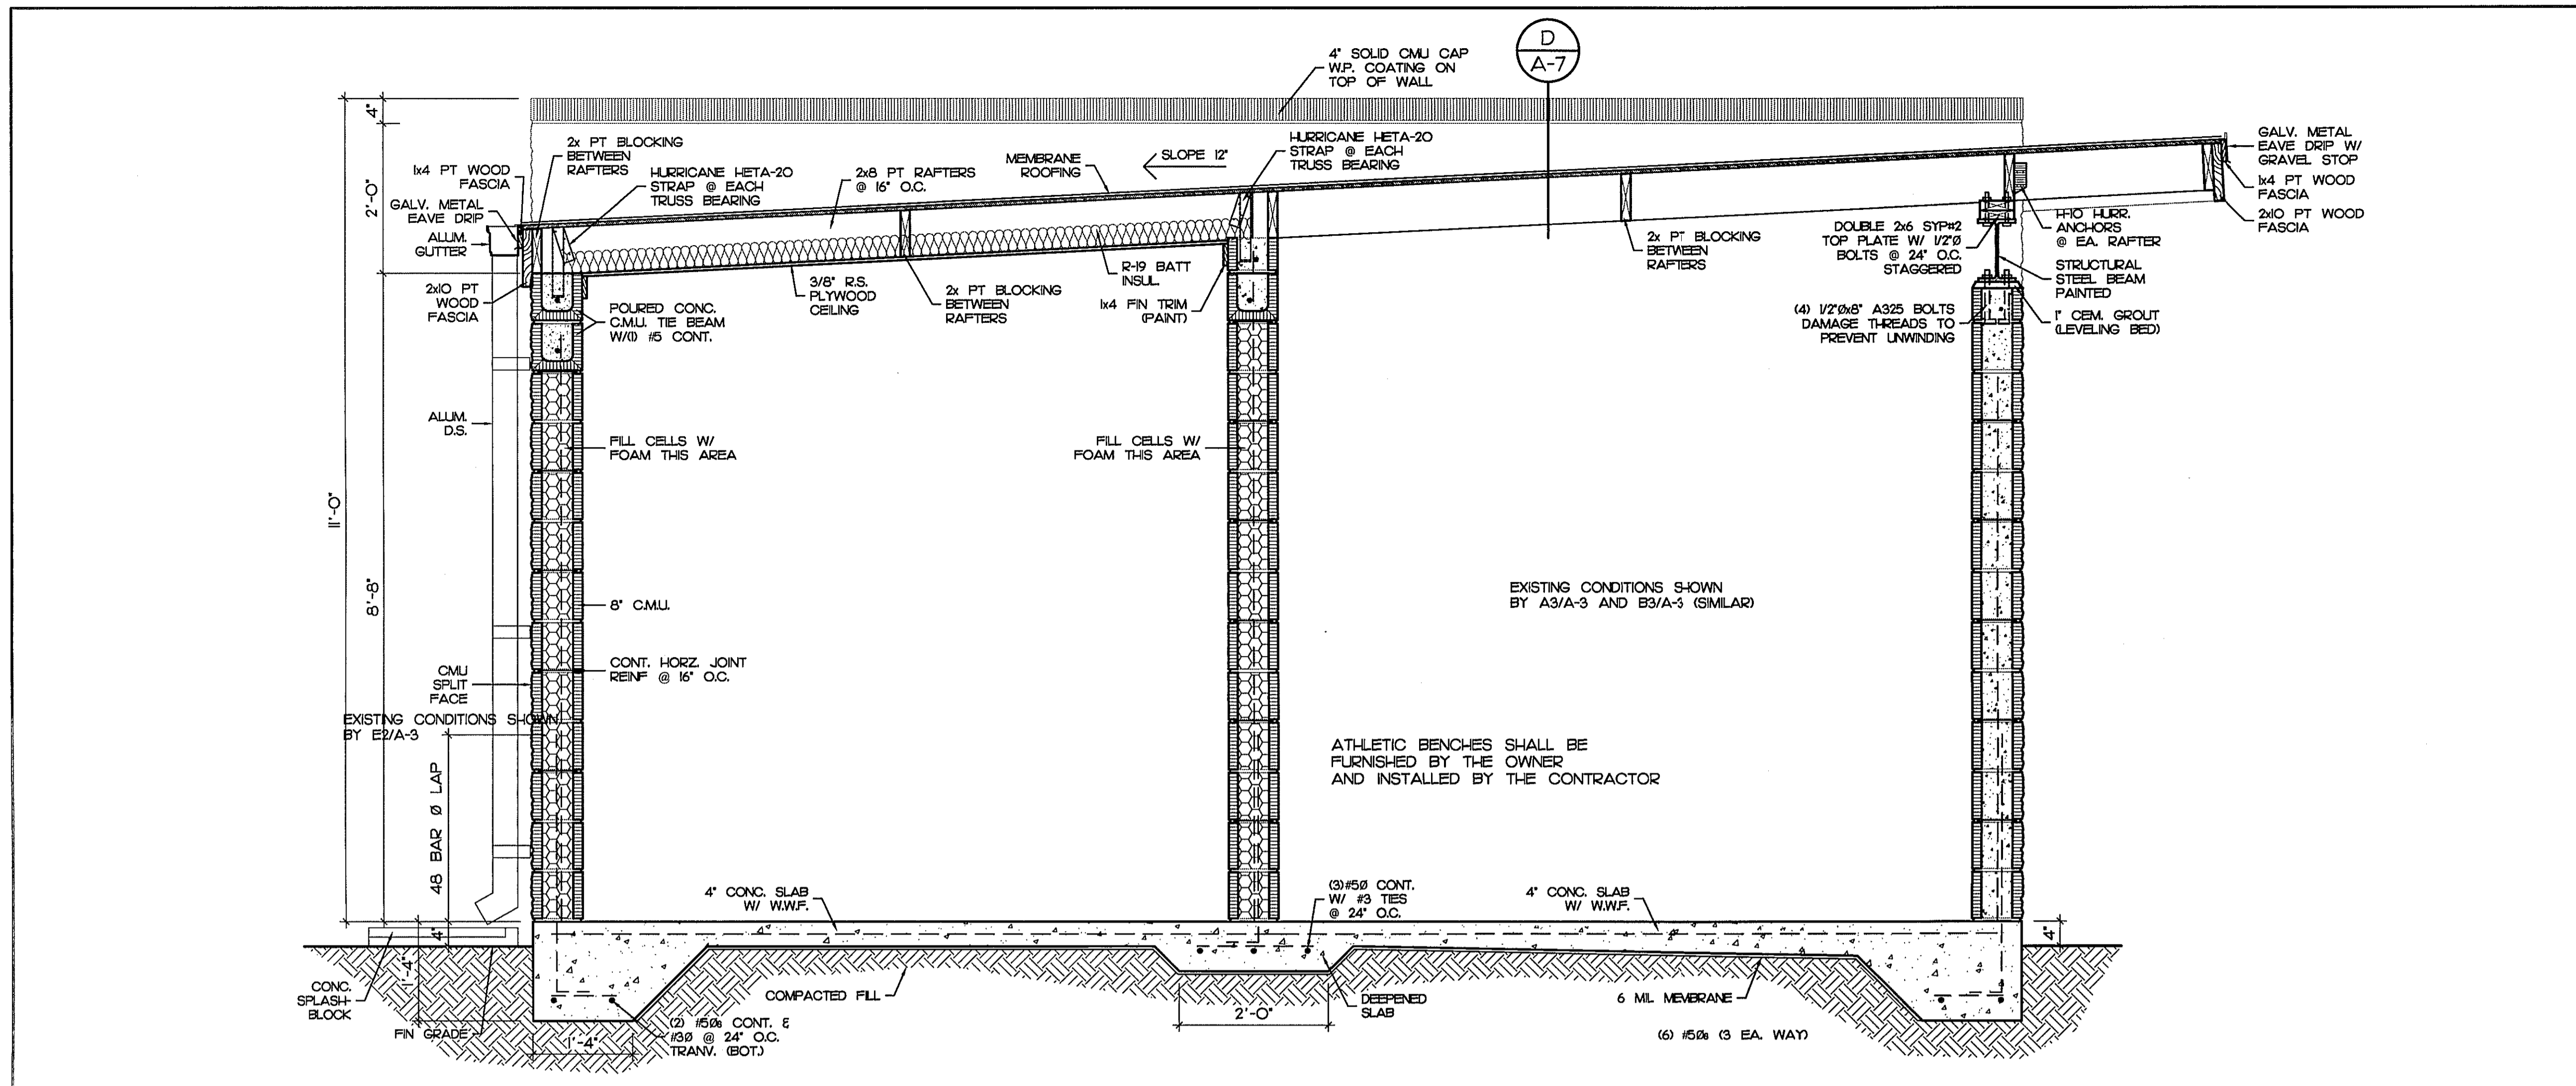 D
A-7
4" SOLID CMU CAP
W.P. COATING ON
TOP OF WALL
4"
2'-0"
11'-0"
8'-8"
2x PT BLOCKING
BETWEEN
RAFTERS
1x4 PT WOOD
FASCIA
GALV. METAL
EAVE DRIP
ALUM.
GUTTER
2x10 PT
WOOD
FASCIA
HURRICANE HETA-20
STRAP @ EACH
TRUSS BEARING
2x8 PT RAFTERS
@ 16" O.C.
MEMBRANE
ROOFING
SLOPE 12"
HURRICANE HETA-20
STRAP @ EACH
TRUSS BEARING
GALV. METAL
EAVE DRIP W/
GRAVEL STOP
1x4 PT WOOD
FASCIA
2x10 PT WOOD
FASCIA
H-10 HURR.
ANCHORS
@ EA. RAFTER
STRUCTURAL
STEEL BEAM
PAINTED
1" CEM. GROUT
(LEVELING BED)
DOUBLE 2x6 SYP#2
TOP PLATE W/ 1/2"Ø
BOLTS @ 24" O.C.
STAGGERED
(4) 1/2"Øx8" A325 BOLTS
DAMAGE THREADS TO
PREVENT UNWINDING
2x PT BLOCKING
BETWEEN
RAFTERS
R-19 BATT
INSUL.
1x4 FIN TRIM
(PAINT)
2x PT BLOCKING
BETWEEN
RAFTERS
3/8" R.S.
PLYWOOD
CEILING
POURED CONC.
C.M.U. TIE BEAM
W/(1) #5 CONT.
ALUM.
D.S.
FILL CELLS W/
FOAM THIS AREA
FILL CELLS W/
FOAM THIS AREA
8" C.M.U.
EXISTING CONDITIONS SHOWN
BY A3/A-3 AND B3/A-3 (SIMILAR)
CONT. HORZ. JOINT
REINF @ 16" O.C.
CMU
SPLIT
FACE
EXISTING CONDITIONS SHOWN
BY E2/A-3
48 BAR Ø LAP
ATHLETIC BENCHES SHALL BE
FURNISHED BY THE OWNER
AND INSTALLED BY THE CONTRACTOR
4" CONC. SLAB
W/ W.W.F.
(3)#5Ø CONT.
W/ #3 TIES
@ 24" O.C.
4" CONC. SLAB
W/ W.W.F.
4"
4"
1'-4"
CONC.
SPLASH-
BLOCK
FIN GRADE
1'-4"
(2) #5Øs CONT. &
#3Ø @ 24" O.C.
TRANV. (BOT.)
COMPACTED FILL
2'-0"
DEEPENED
SLAB
6 MIL MEMBRANE
(6) #5Øs (3 EA. WAY)